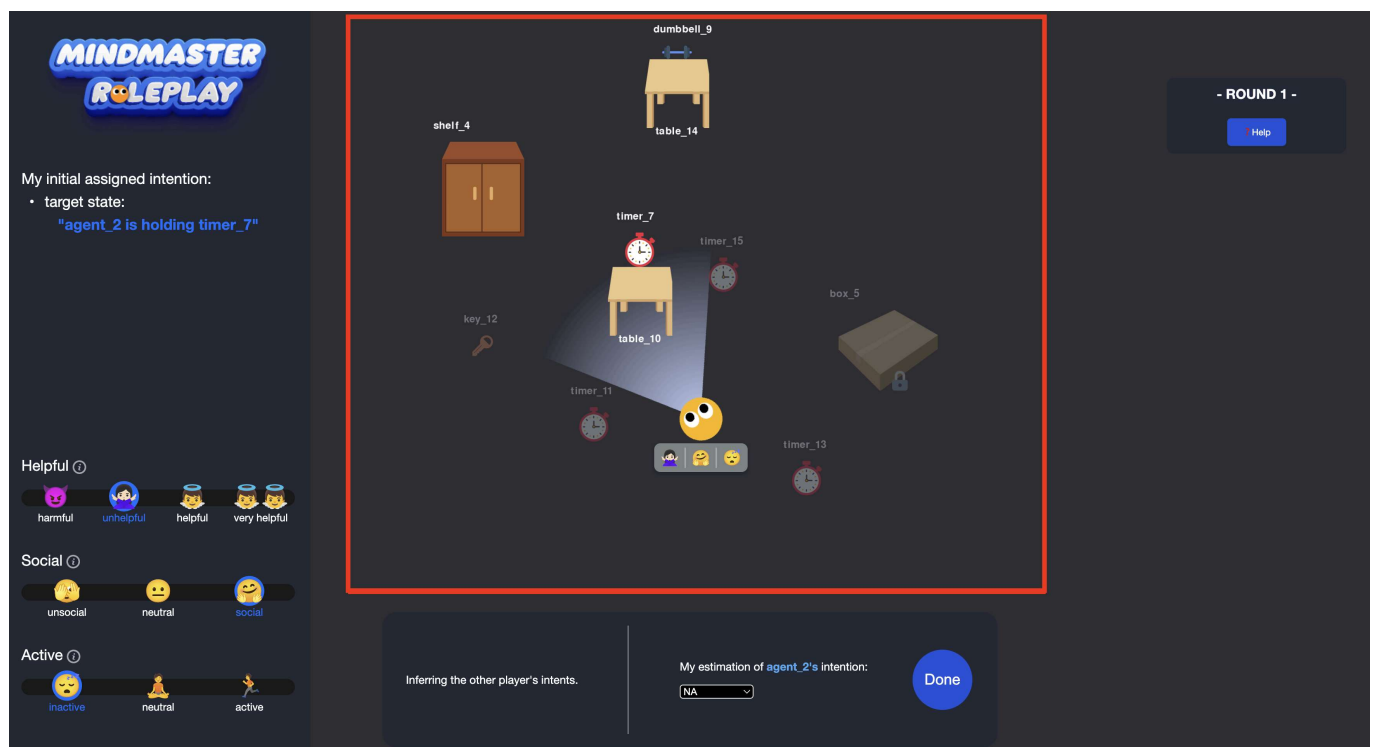 MINDMASTER
ROLEPLAY
My initial assigned intention:
• target state:
"agent_2 is holding timer_7"
Helpful
harmful unhelpful helpful very helpful
Social
unsocial neutral social
Active
inactive neutral active
dumbbell_9
table_14
shelf_4
timer_7
timer_15
box_5
key_12
table_10
timer_11
timer_13
- ROUND 1 -
Help
Inferring the other player's intents.
My estimation of agent_2's intention:
NA
Done